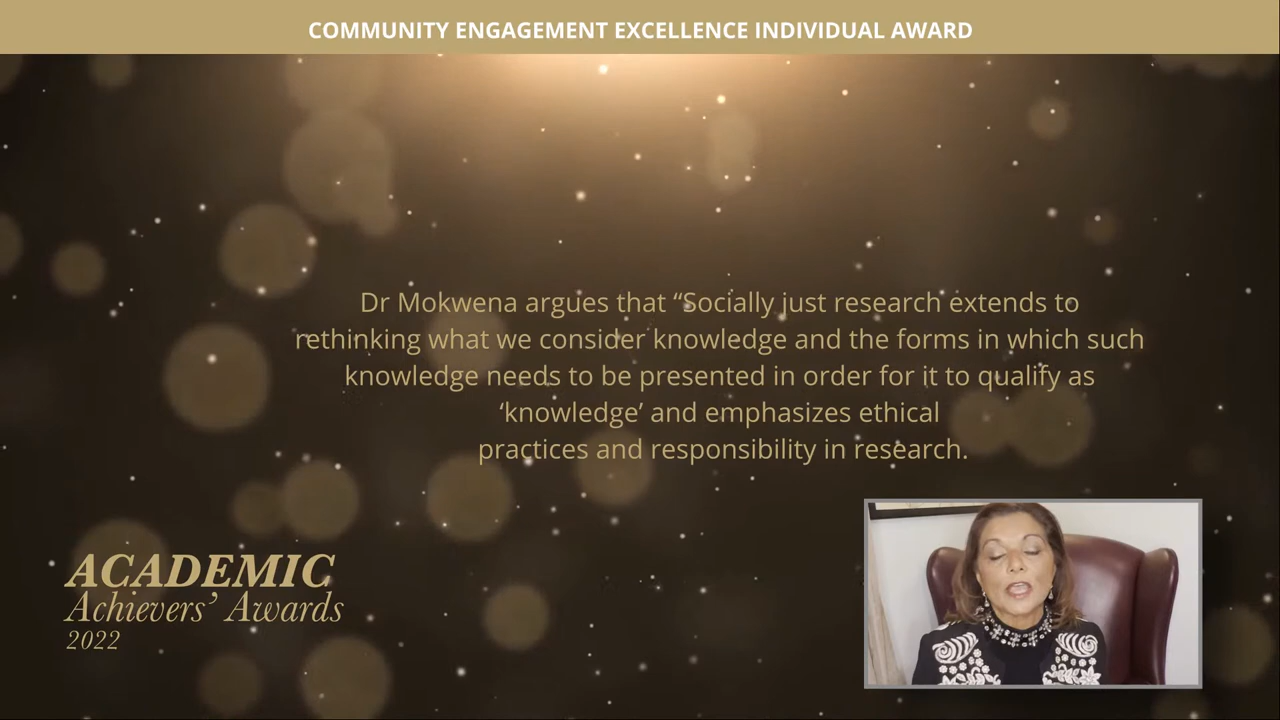 COMMUNITY ENGAGEMENT EXCELLENCE INDIVIDUAL AWARD
Dr Mokwena argues that “Socially just research extends to
rethinking what we consider knowledge and the forms in which such
knowledge needs to be presented in order for it to qualify as
‘knowledge’ and emphasizes ethical
practices and responsibility in research.
ACADEMIC
Achievers’ Awards
2022